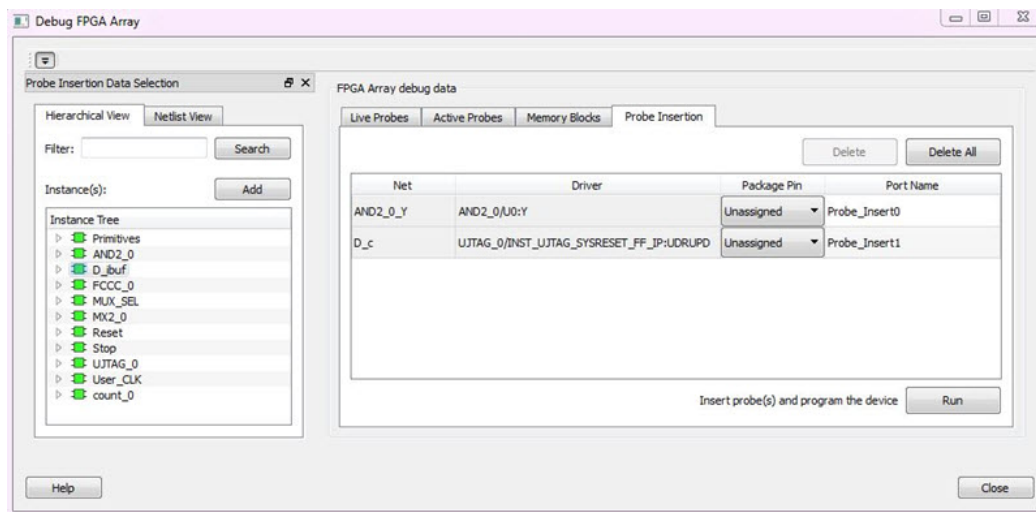 Debug FPGA Array
Probe Insertion Data Selection
Hierarchical View Netlist View
Filter: Search
Instance(s): Add
Instance Tree
Primitives
AND2_0
D_ibuf
FCCC_0
MUX_SEL
MX2_0
Reset
Stop
UJTAG_0
User_CLK
count_0
FPGA Array debug data
Live Probes Active Probes Memory Blocks Probe Insertion
Delete Delete All
Net Driver Package Pin Port Name
AND2_0_Y AND2_0/U0:Y Unassigned Probe_Insert0
D_c UJTAG_0/INST_UJTAG_SYSRESET_FF_IP:UDRUPD Unassigned Probe_Insert1
Insert probe(s) and program the device Run
Help Close